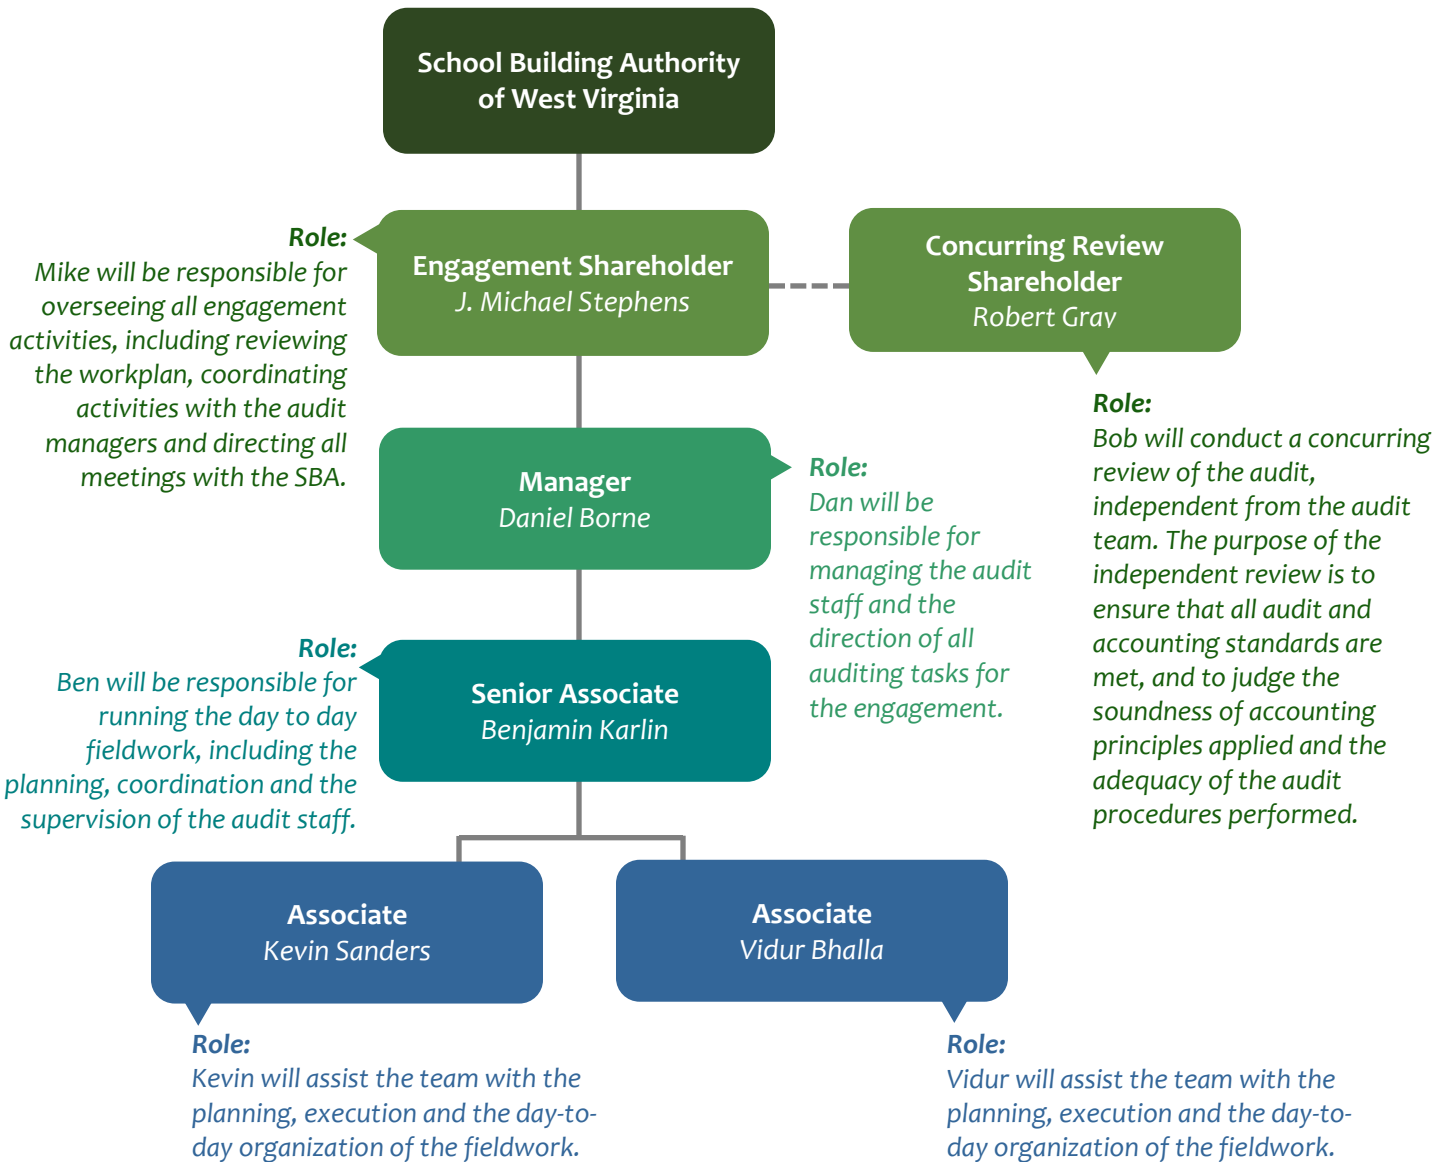 School Building Authority
of West Virginia
Role:
Mike will be responsible for
overseeing all engagement
activities, including reviewing
the workplan, coordinating
activities with the audit
managers and directing all
meetings with the SBA.
Engagement Shareholder
J. Michael Stephens
Concurring Review
Shareholder
Robert Gray
Role:
Bob will conduct a concurring
review of the audit,
independent from the audit
team. The purpose of the
independent review is to
ensure that all audit and
accounting standards are
met, and to judge the
soundness of accounting
principles applied and the
adequacy of the audit
procedures performed.
Manager
Daniel Borne
Role:
Dan will be
responsible for
managing the audit
staff and the
direction of all
auditing tasks for
the engagement.
Role:
Ben will be responsible for
running the day to day
fieldwork, including the
planning, coordination and the
supervision of the audit staff.
Senior Associate
Benjamin Karlin
Associate
Kevin Sanders
Associate
Vidur Bhalla
Role:
Kevin will assist the team with the
planning, execution and the day-to-
day organization of the fieldwork.
Role:
Vidur will assist the team with the
planning, execution and the day-to-
day organization of the fieldwork.